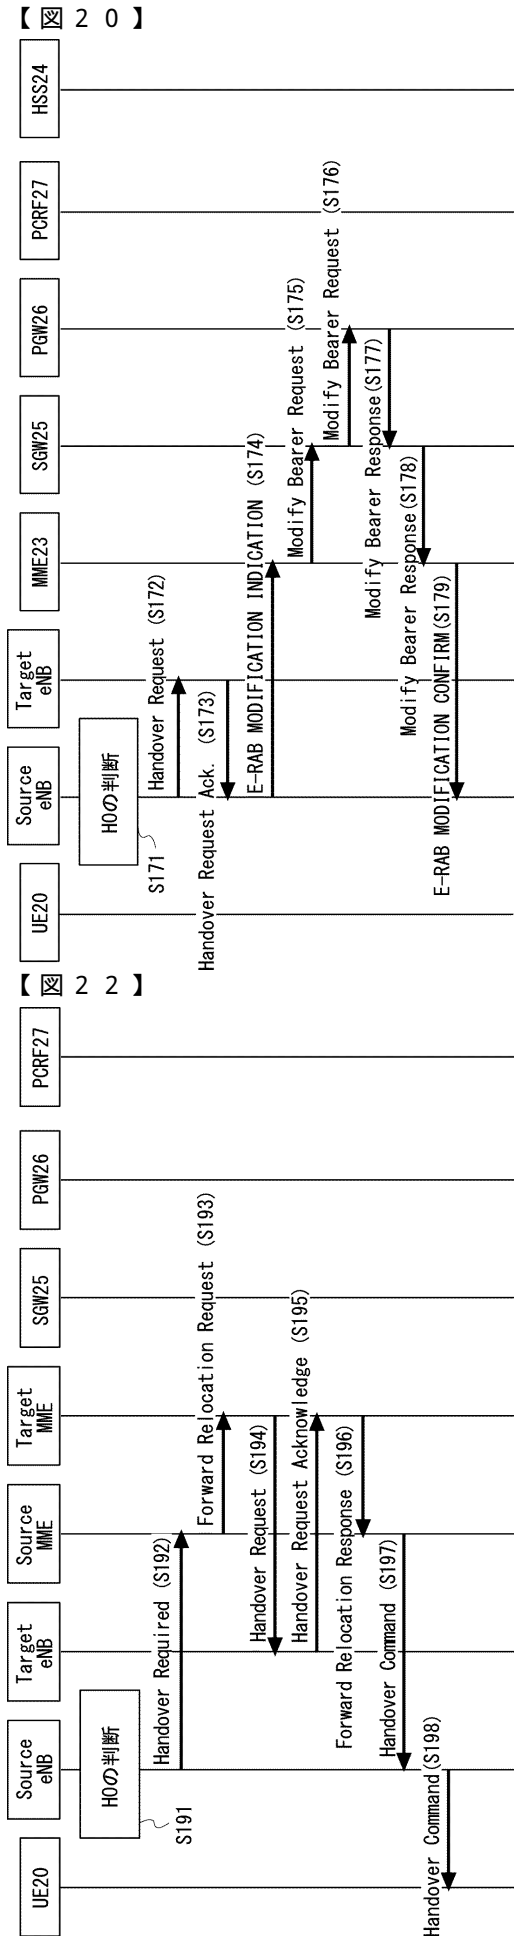 【図20】
UE20
Source eNB
Target eNB
MME23
SGW25
PGW26
PCRF27
HSS24
HOの判断
S171
Handover Request (S172)
Handover Request Ack. (S173)
E-RAB MODIFICATION INDICATION (S174)
Modify Bearer Request (S175)
Modify Bearer Request (S176)
Modify Bearer Response(S177)
Modify Bearer Response(S178)
E-RAB MODIFICATION CONFIRM(S179)
【図22】
UE20
Source eNB
Target eNB
Source MME
Target MME
SGW25
PGW26
PCRF27
HOの判断
S191
Handover Required (S192)
Forward Relocation Request (S193)
Handover Request (S194)
Handover Request Acknowledge (S195)
Forward Relocation Response (S196)
Handover Command (S197)
Handover Command(S198)